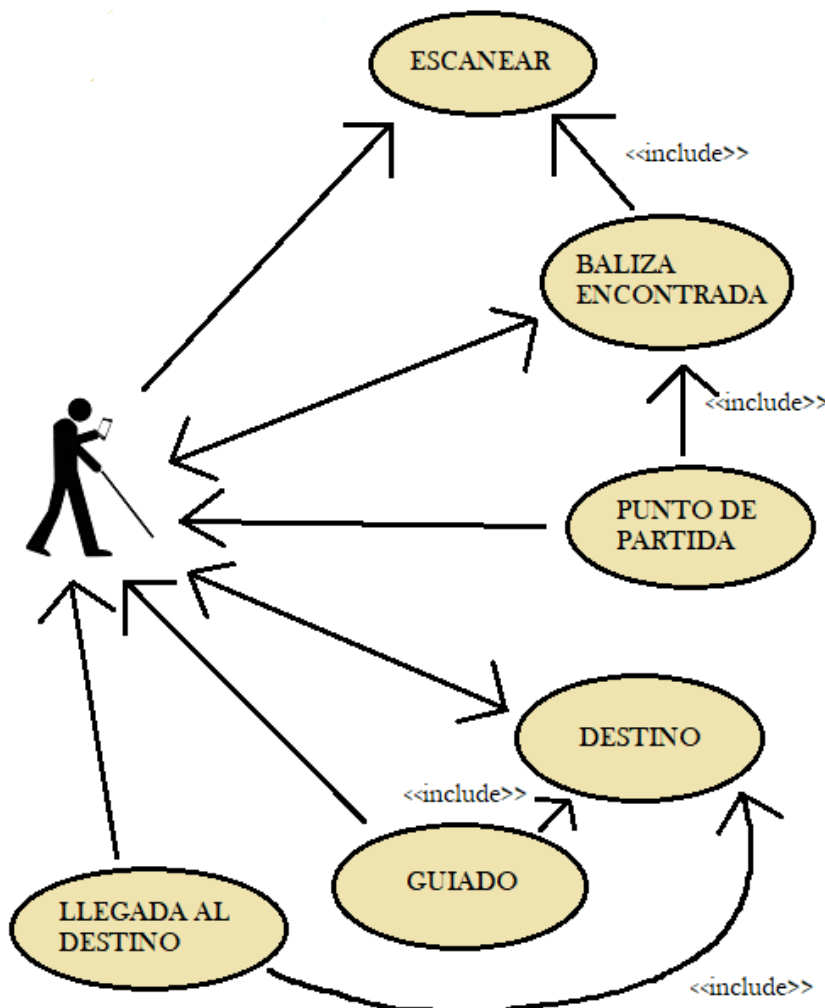 ESCANEAR
<<include>>
BALIZA
ENCONTRADA
<<include>>
PUNTO DE
PARTIDA
DESTINO
<<include>>
GUIADO
LLEGADA AL
DESTINO
<<include>>